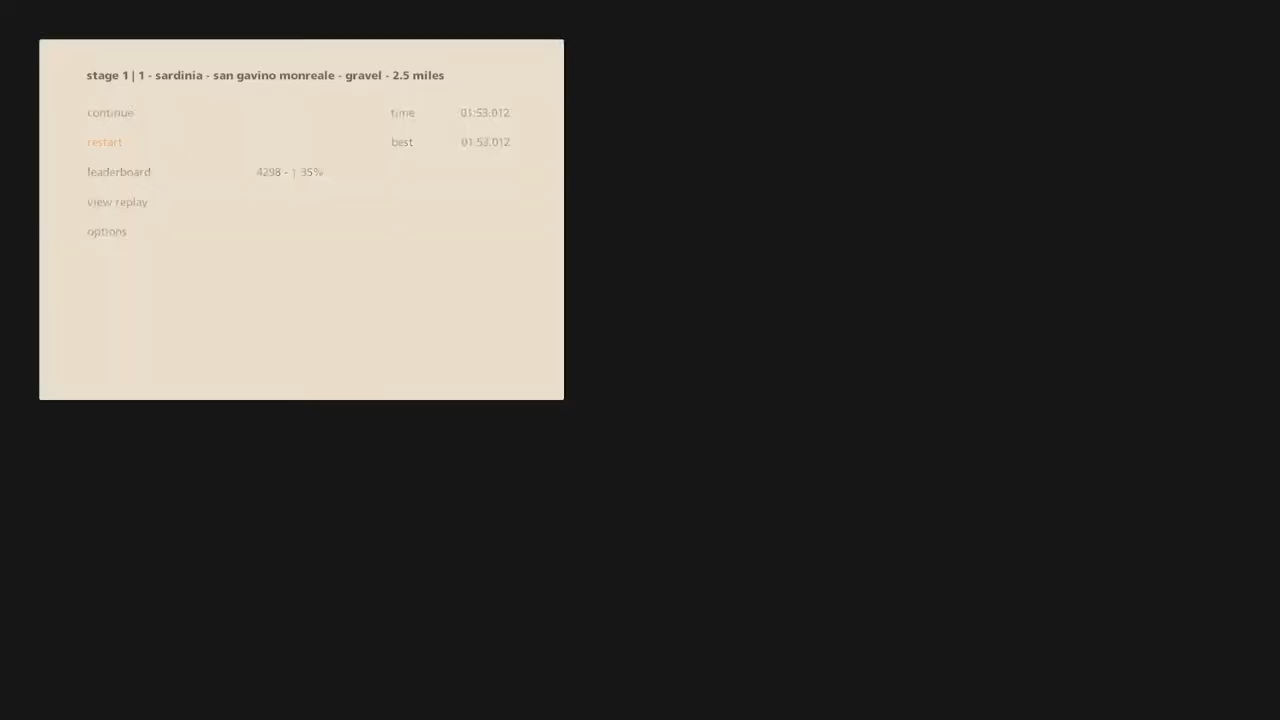 stage 1 | 1 - sardinia - san gavino monreale - gravel - 2.5 miles
continue time 01:53.012
restart best 01:53.012
leaderboard 4298 - | 35%
view replay
options